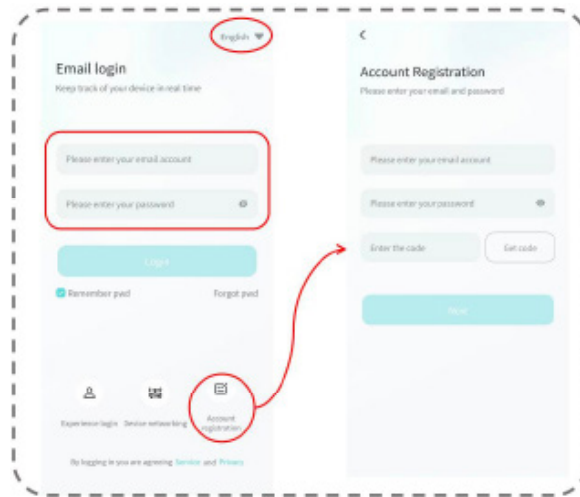 English
Email login
Keep track of your device in real time
Please enter your email account
Please enter your password
Login
Remember pwd
Forgot pwd
Experience login
Device networking
Account
registration
By logging in you are agreeing Service and Privacy
Account Registration
Please enter your email and password
Please enter your email account
Please enter your password
Enter the code
Get code